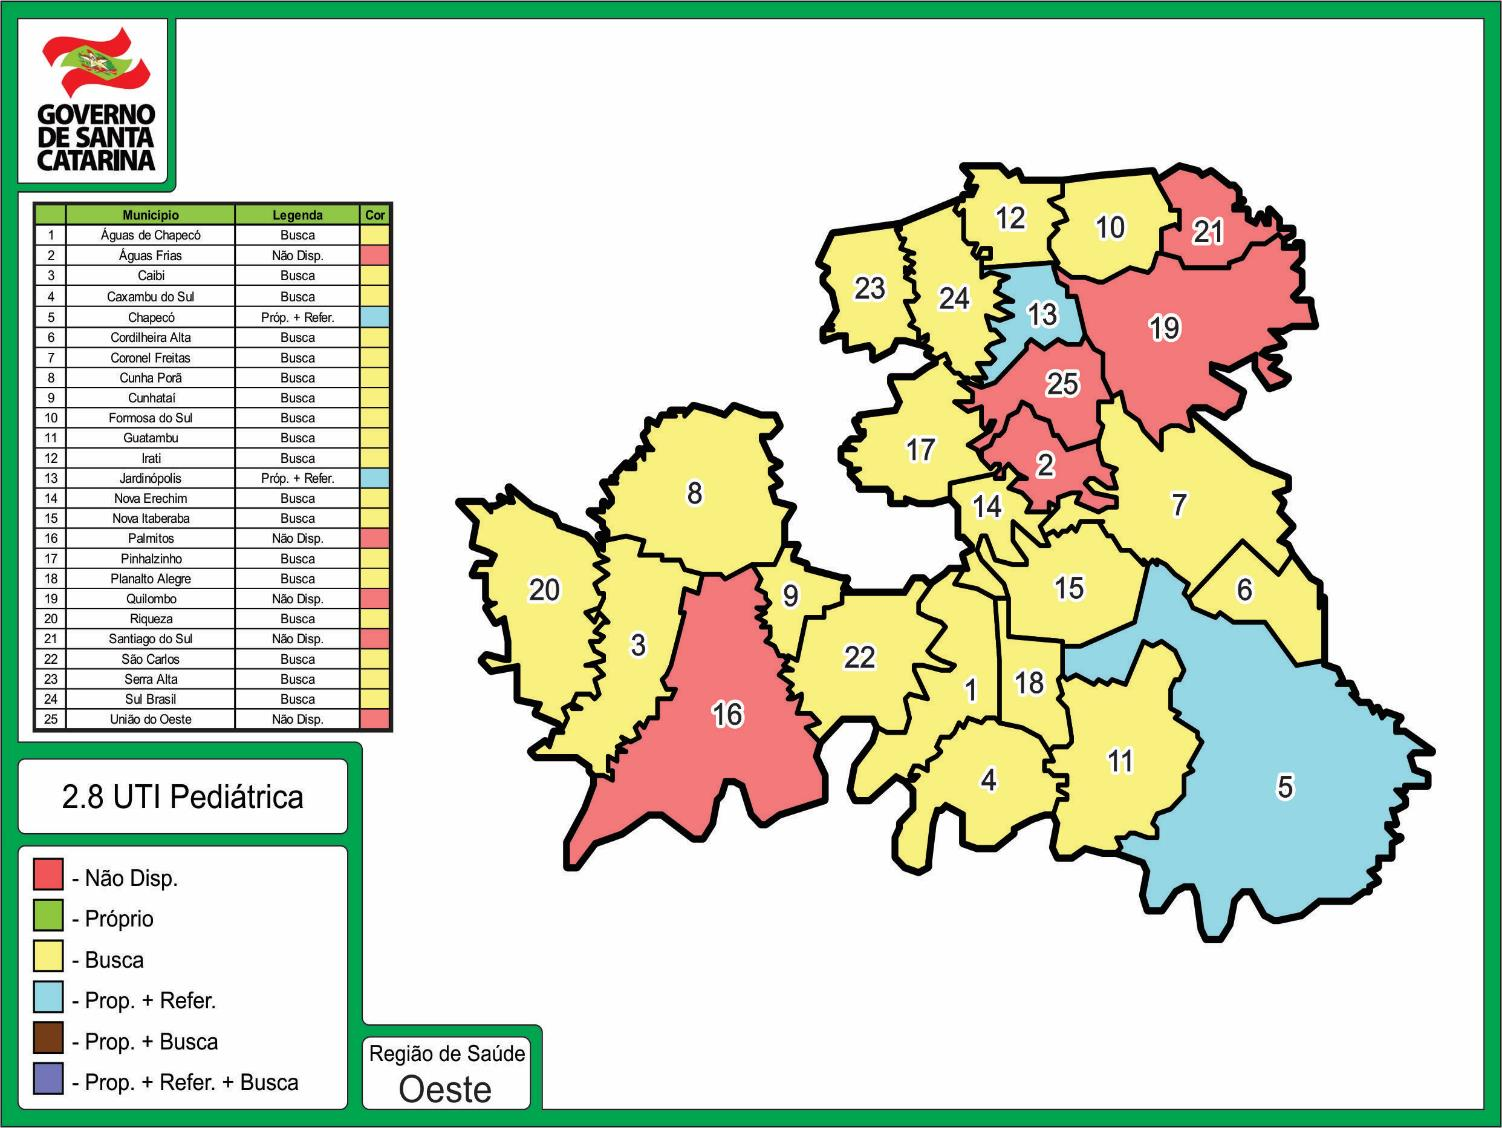 GOVERNO
DE SANTA
CATARINA
Município Legenda Cor
1 Águas de Chapecó Busca
2 Águas Frias Não Disp.
3 Caibi Busca
4 Caxambu do Sul Busca
5 Chapecó Próp. + Refer.
6 Cordilheira Alta Busca
7 Coronel Freitas Busca
8 Cunha Porã Busca
9 Cunhataí Busca
10 Formosa do Sul Busca
11 Guatambu Busca
12 Irati Busca
13 Jardinópolis Próp. + Refer.
14 Nova Erechim Busca
15 Nova Itaberaba Busca
16 Palmitos Não Disp.
17 Pinhalzinho Busca
18 Planalto Alegre Busca
19 Quilombo Não Disp.
20 Riqueza Busca
21 Santiago do Sul Não Disp.
22 São Carlos Busca
23 Serra Alta Busca
24 Sul Brasil Busca
25 União do Oeste Não Disp.
2.8 UTI Pediátrica
- Não Disp.
- Próprio
- Busca
- Prop. + Refer.
- Prop. + Busca
- Prop. + Refer. + Busca
Região de Saúde
Oeste
12
10
21
23
24
13
19
25
17
2
8
14
7
20
9
15
6
3
22
1
18
16
11
4
5